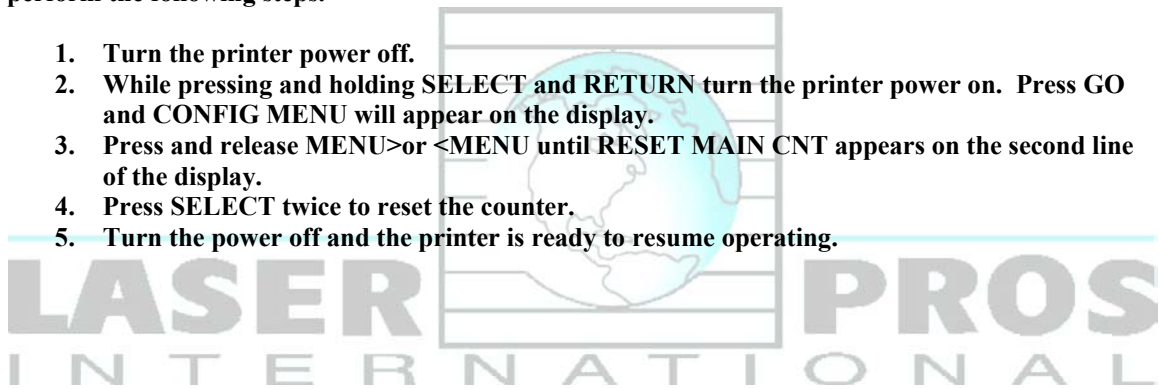 perform the following steps.
1. Turn the printer power off.
2. While pressing and holding SELECT and RETURN turn the printer power on. Press GO
and CONFIG MENU will appear on the display.
3. Press and release MENU>or <MENU until RESET MAIN CNT appears on the second line
of the display.
4. Press SELECT twice to reset the counter.
5. Turn the power off and the printer is ready to resume operating.
LASER PROS
INTERNATIONAL